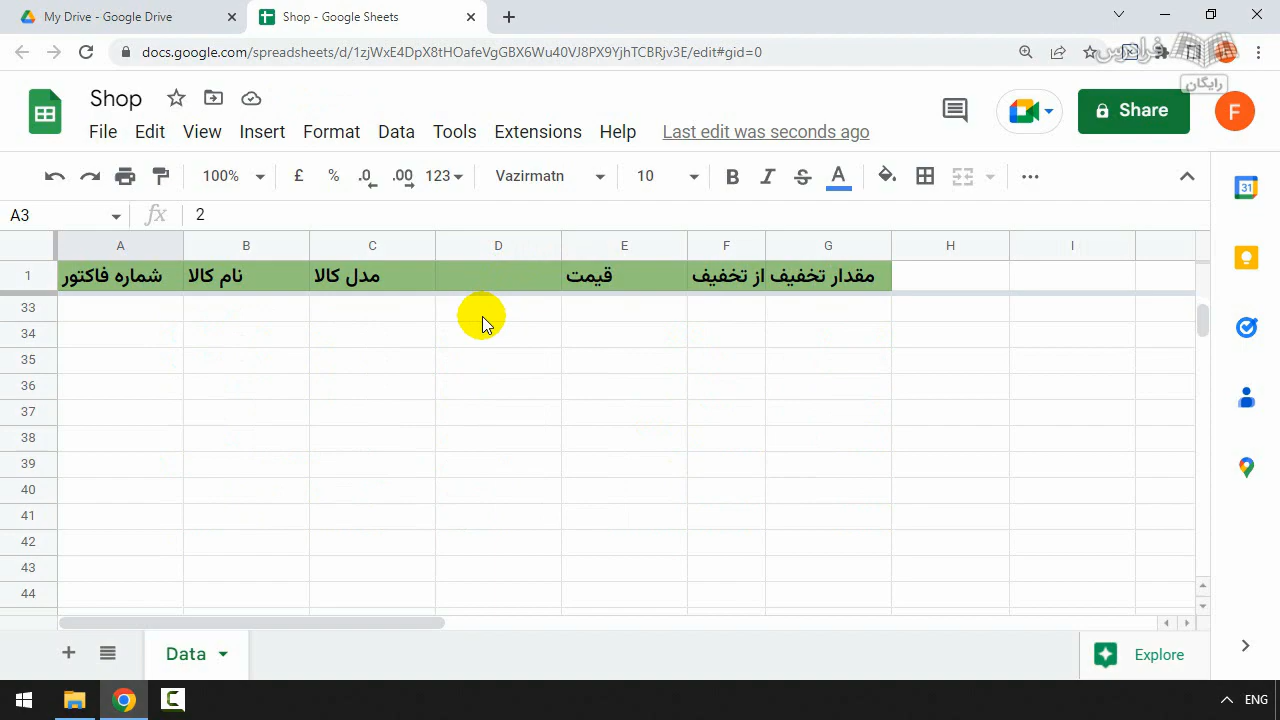 My Drive - Google Drive
Shop - Google Sheets
docs.google.com/spreadsheets/d/1zjWxE4DpX8tHOafeVgGBX6Wu40VJ8PX9YjhTCBRjv3E/edit#gid=0
فرادرس
رایگان
Shop
File Edit View Insert Format Data Tools Extensions Help Last edit was seconds ago
Share
F
100% £ % .0 .00 123 Vazirmatn 10 B I S A
31
A3 fx 2
A B C D E F G H I
1 شماره فاکتور نام کالا مدل کالا قیمت از تخفیف مقدار تخفیف
33
34
35
36
37
38
39
40
41
42
43
44
Data
Explore
ENG